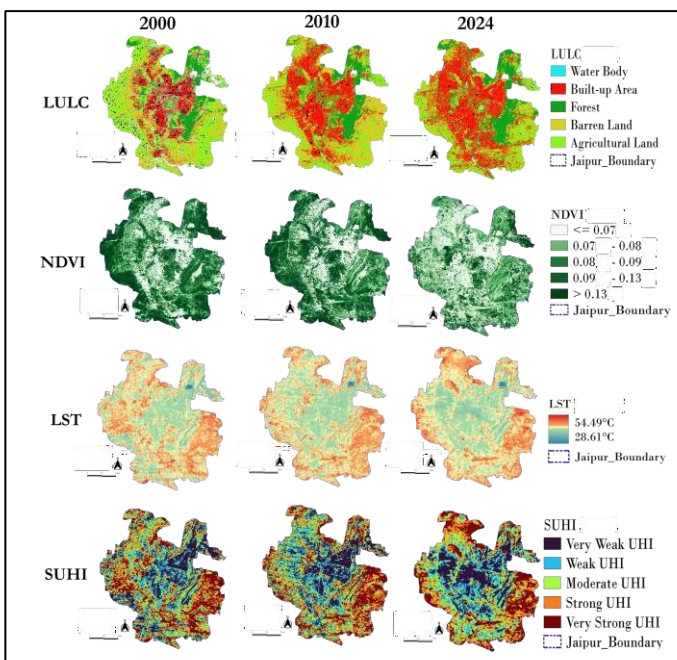 2000 2010 2024
LULC
LULC
Water Body
Built-up Area
Forest
Barren Land
Agricultural Land
Jaipur_Boundary
NDVI
NDVI
<= 0.07
0.07 - 0.08
0.08 - 0.09
0.09 - 0.13
> 0.13
Jaipur_Boundary
LST
LST
54.49°C
28.61°C
Jaipur_Boundary
SUHI
SUHI
Very Weak UHI
Weak UHI
Moderate UHI
Strong UHI
Very Strong UHI
Jaipur_Boundary